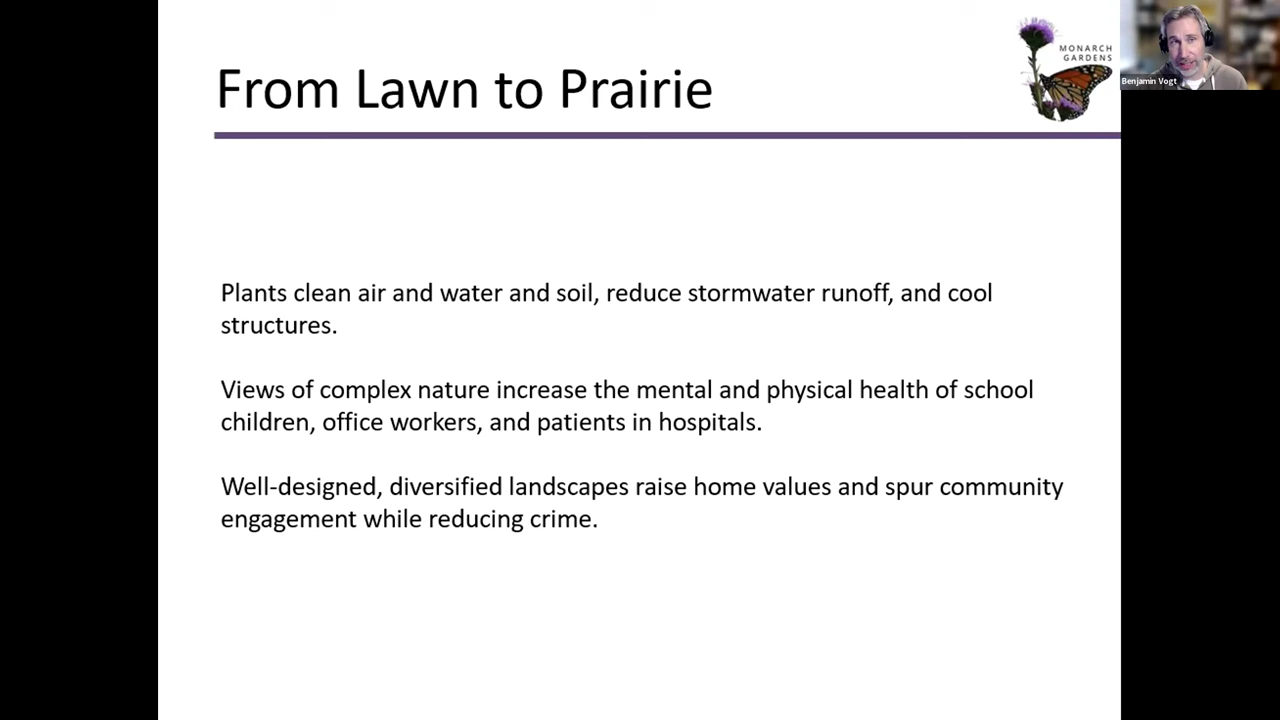 From Lawn to Prairie
MONARCH
GARDENS
Benjamin Vogt
Plants clean air and water and soil, reduce stormwater runoff, and cool
structures.
Views of complex nature increase the mental and physical health of school
children, office workers, and patients in hospitals.
Well-designed, diversified landscapes raise home values and spur community
engagement while reducing crime.